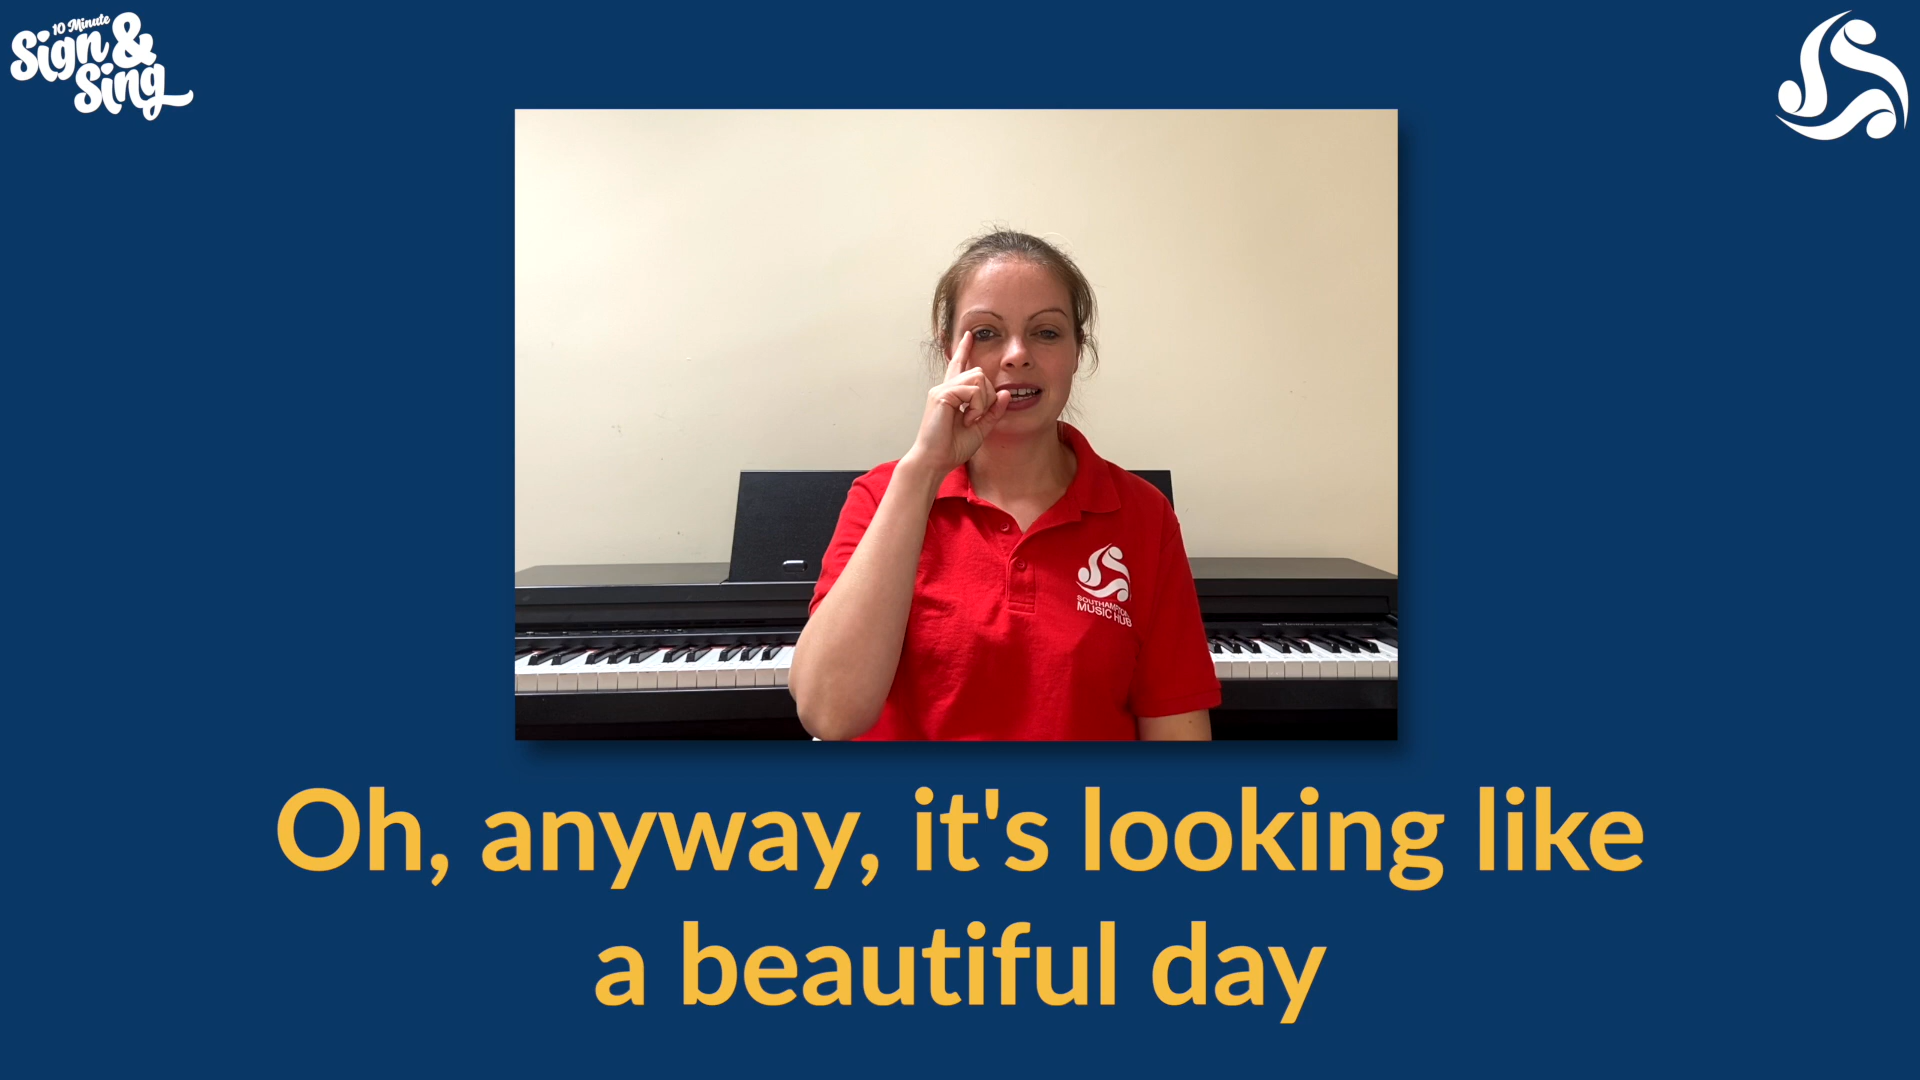 10 Minute
Sign &
Sing
SOUTHAMPTON
MUSIC HUB
Oh, anyway, it's looking like
a beautiful day